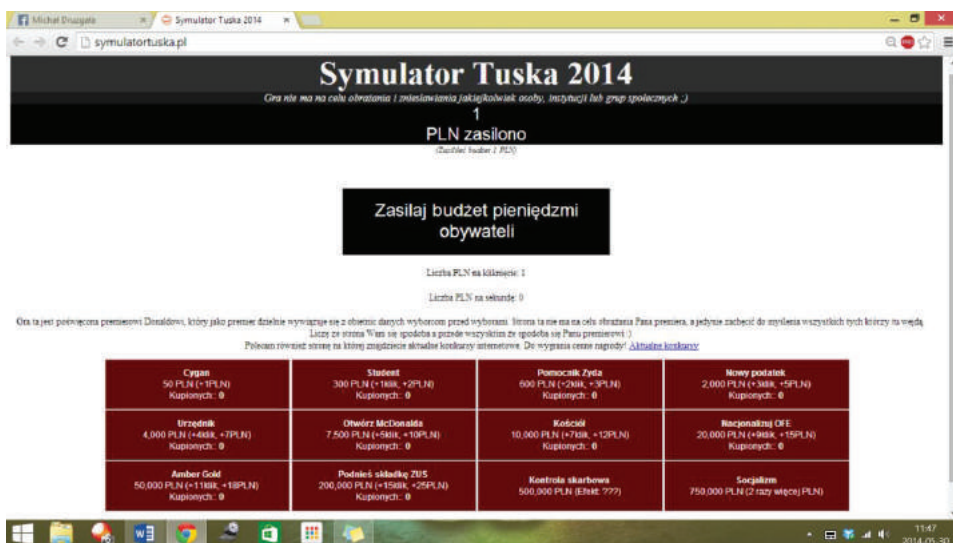 Michał Druzgała
Symulator Tuska 2014
symulatortuska.pl
Symulator Tuska 2014
Gra nie ma na celu obrażania i zniesławiania jakiejkolwiek osoby, instytucji lub grup społecznych ;)
1
PLN zasilono
(Zasiliłeś budżet 1 PLN)
Zasilaj budżet pieniędzmi
obywateli
Liczba PLN na kliknięcie: 1
Liczba PLN na sekundę: 0
Gra ta jest poświęcona premierowi Donaldowi, który jako premier dzielnie wywiązuje się z obietnic danych wyborcom przed wyborami. Strona ta nie ma na celu obrażania Pana premiera, a jedynie zachęcić do myślenia wszystkich tych którzy na wejdą.
Liczę ze strona Wam się spodoba a przede wszystkim ze spodoba się Panu premierowi :)
Polecam również stronę na której znajdziecie aktualne konkursy internetowe. Do wygrania cenne nagrody! Aktualne konkursy
Cygan
50 PLN (+1PLN)
Kupionych:: 0
Student
300 PLN (+1klik, +2PLN)
Kupionych:: 0
Pomocnik Żyda
600 PLN (+2klik, +3PLN)
Kupionych:: 0
Nowy podatek
2,000 PLN (+3klik, +5PLN)
Kupionych:: 0
Urzędnik
4,000 PLN (+4klik, +7PLN)
Kupionych:: 0
Otwórz McDonalda
7,500 PLN (+5klik, +10PLN)
Kupionych:: 0
Kościół
10,000 PLN (+7klik, +12PLN)
Kupionych:: 0
Nacjonalizuj OFE
20,000 PLN (+9klik, +15PLN)
Kupionych:: 0
Amber Gold
50,000 PLN (+11klik, +18PLN)
Kupionych:: 0
Podnieś składkę ZUS
200,000 PLN (+15klik, +25PLN)
Kupionych:: 0
Kontrola skarbowa
500,000 PLN (Efekt: ???)
Socjalizm
750,000 PLN (2 razy więcej PLN)
11:47
2014-05-30